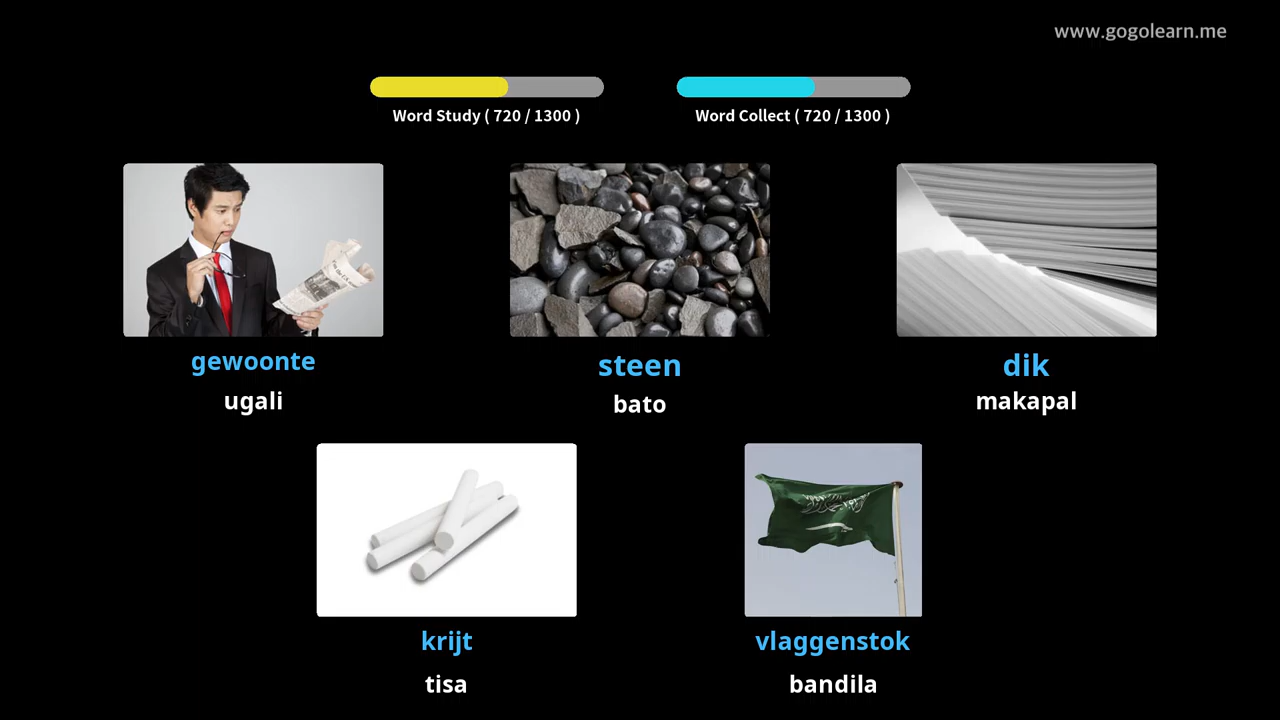 www.gogolearn.me
Word Study ( 720 / 1300 )
Word Collect ( 720 / 1300 )
gewoonte
ugali
steen
bato
dik
makapal
krijt
tisa
vlaggenstok
bandila